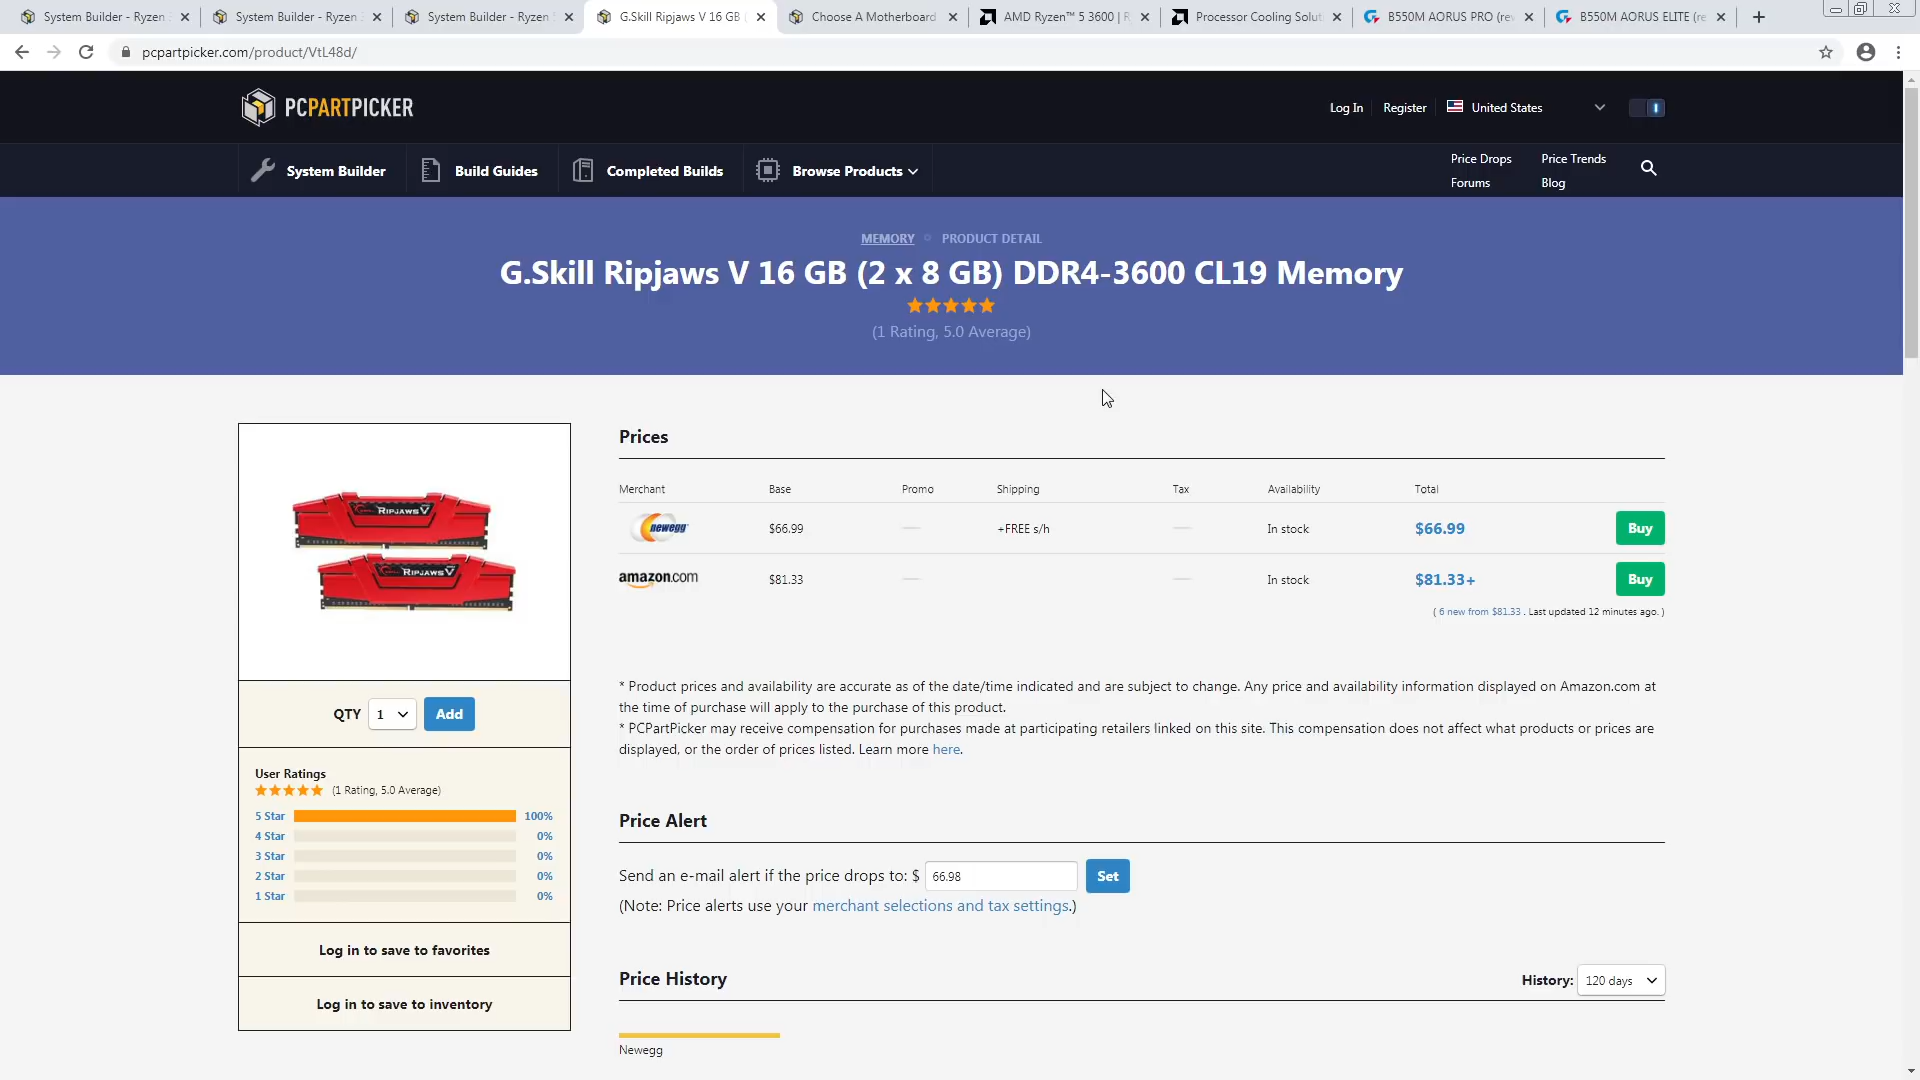 System Builder - Ryzen
System Builder - Ryzen
System Builder - Ryzen
G.Skill Ripjaws V 16 GB
Choose A Motherboard
AMD Ryzen™ 5 3600 | R
Processor Cooling Solut
B550M AORUS PRO (re
B550M AORUS ELITE (re
pcpartpicker.com/product/VtL48d/
PCPARTPICKER
Log In
Register
United States
System Builder
Build Guides
Completed Builds
Browse Products
Price Drops
Price Trends
Forums
Blog
MEMORY
PRODUCT DETAIL
G.Skill Ripjaws V 16 GB (2 x 8 GB) DDR4-3600 CL19 Memory
(1 Rating, 5.0 Average)
RIPJAWS V
RIPJAWS V
QTY 1 Add
User Ratings
(1 Rating, 5.0 Average)
5 Star 100%
4 Star 0%
3 Star 0%
2 Star 0%
1 Star 0%
Log in to save to favorites
Log in to save to inventory
Prices
Merchant Base Promo Shipping Tax Availability Total
newegg $66.99 — +FREE s/h — In stock $66.99 Buy
amazon.com $81.33 — — In stock $81.33+ Buy
( 6 new from $81.33 . Last updated 12 minutes ago. )
* Product prices and availability are accurate as of the date/time indicated and are subject to change. Any price and availability information displayed on Amazon.com at
the time of purchase will apply to the purchase of this product.
* PCPartPicker may receive compensation for purchases made at participating retailers linked on this site. This compensation does not affect what products or prices are
displayed, or the order of prices listed. Learn more here.
Price Alert
Send an e-mail alert if the price drops to: $ 66.98 Set
(Note: Price alerts use your merchant selections and tax settings.)
Price History
History: 120 days
Newegg